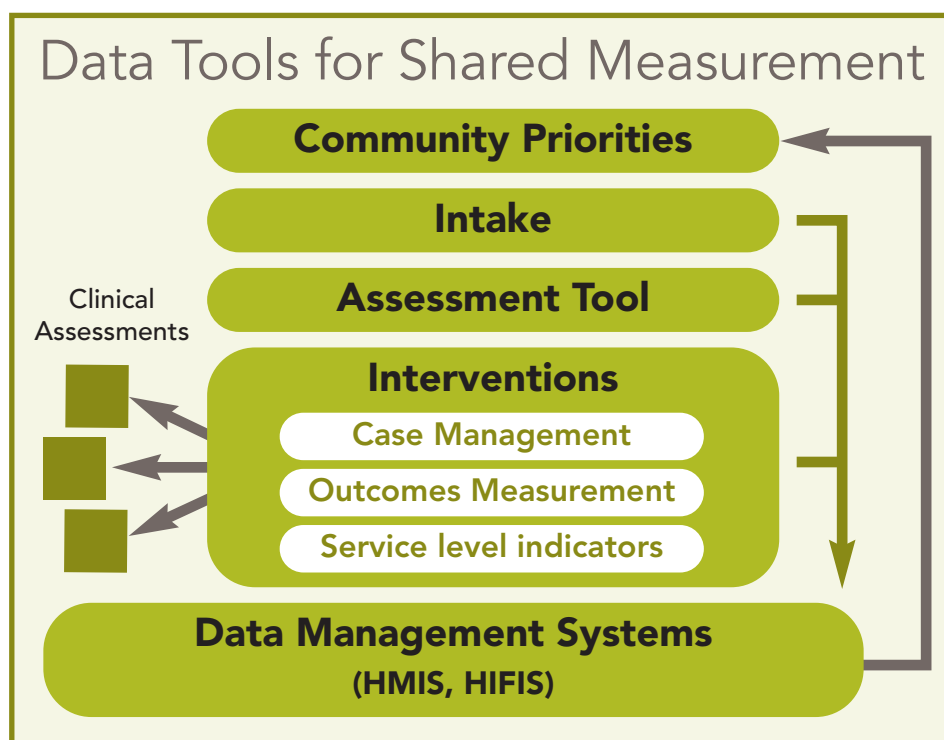 Data Tools for Shared Measurement
Community Priorities
Intake
Assessment Tool
Clinical
Assessments
Interventions
Case Management
Outcomes Measurement
Service level indicators
Data Management Systems
(HMIS, HIFIS)